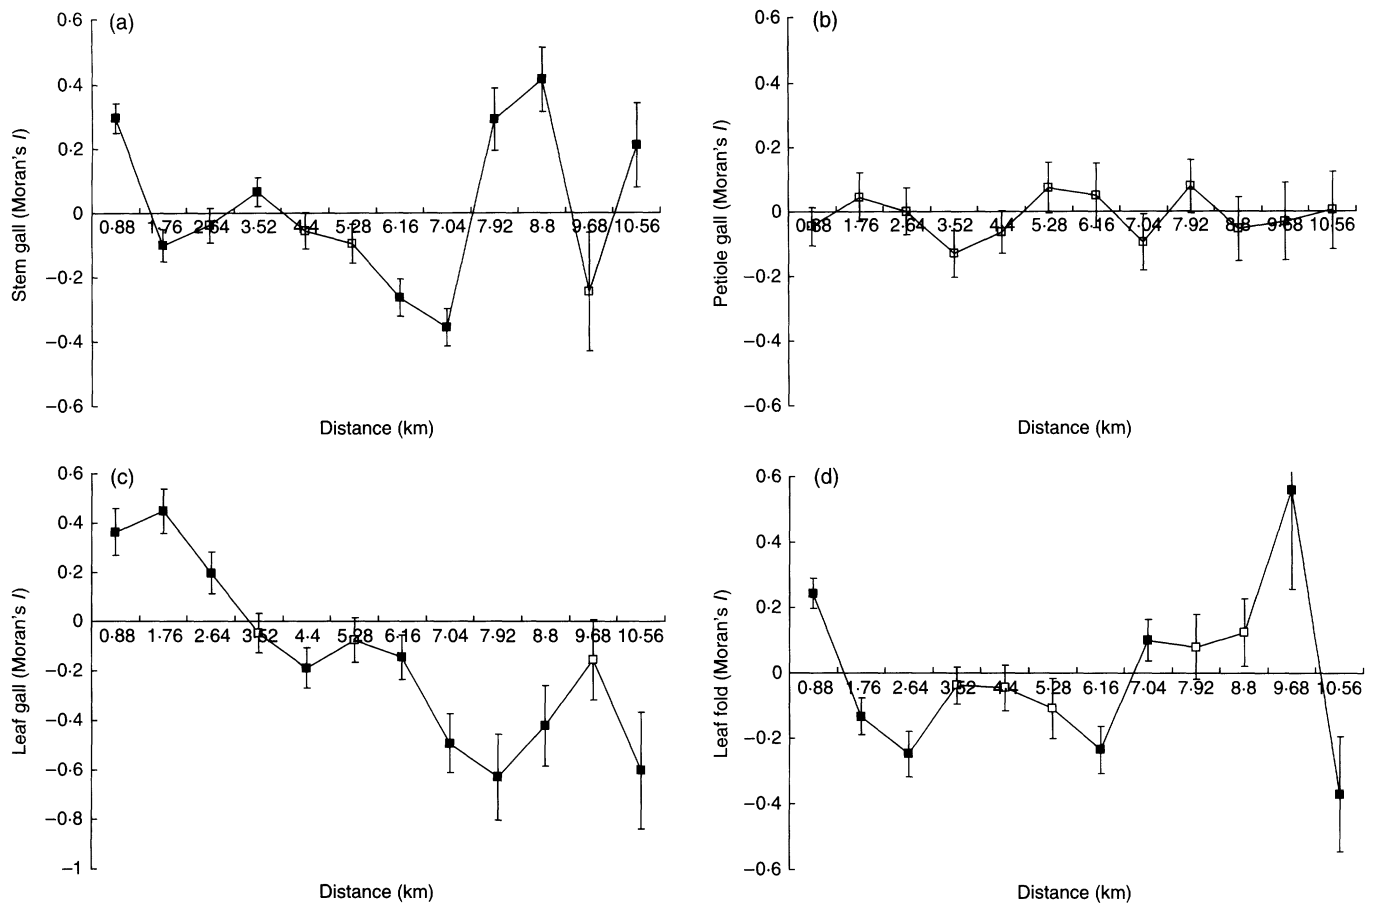 (a)
0·6
0·4
0·2
0
−0·2
−0·4
−0·6
Stem gall (Moran's I)
0·88 1·76 2·64 3·52 4·4 5·28 6·16 7·04 7·92 8·8 9·68 10·56
Distance (km)
(b)
0·6
0·4
0·2
0
−0·2
−0·4
−0·6
Petiole gall (Moran's I)
0·88 1·76 2·64 3·52 4·4 5·28 6·16 7·04 7·92 8·8 9·68 10·56
Distance (km)
(c)
0·6
0·4
0·2
0
−0·2
−0·4
−0·6
−0·8
−1
Leaf gall (Moran's I)
0·88 1·76 2·64 3·52 4·4 5·28 6·16 7·04 7·92 8·8 9·68 10·56
Distance (km)
(d)
0·6
0·4
0·2
0
−0·2
−0·4
−0·6
Leaf fold (Moran's I)
0·88 1·76 2·64 3·52 4·4 5·28 6·16 7·04 7·92 8·8 9·68 10·56
Distance (km)